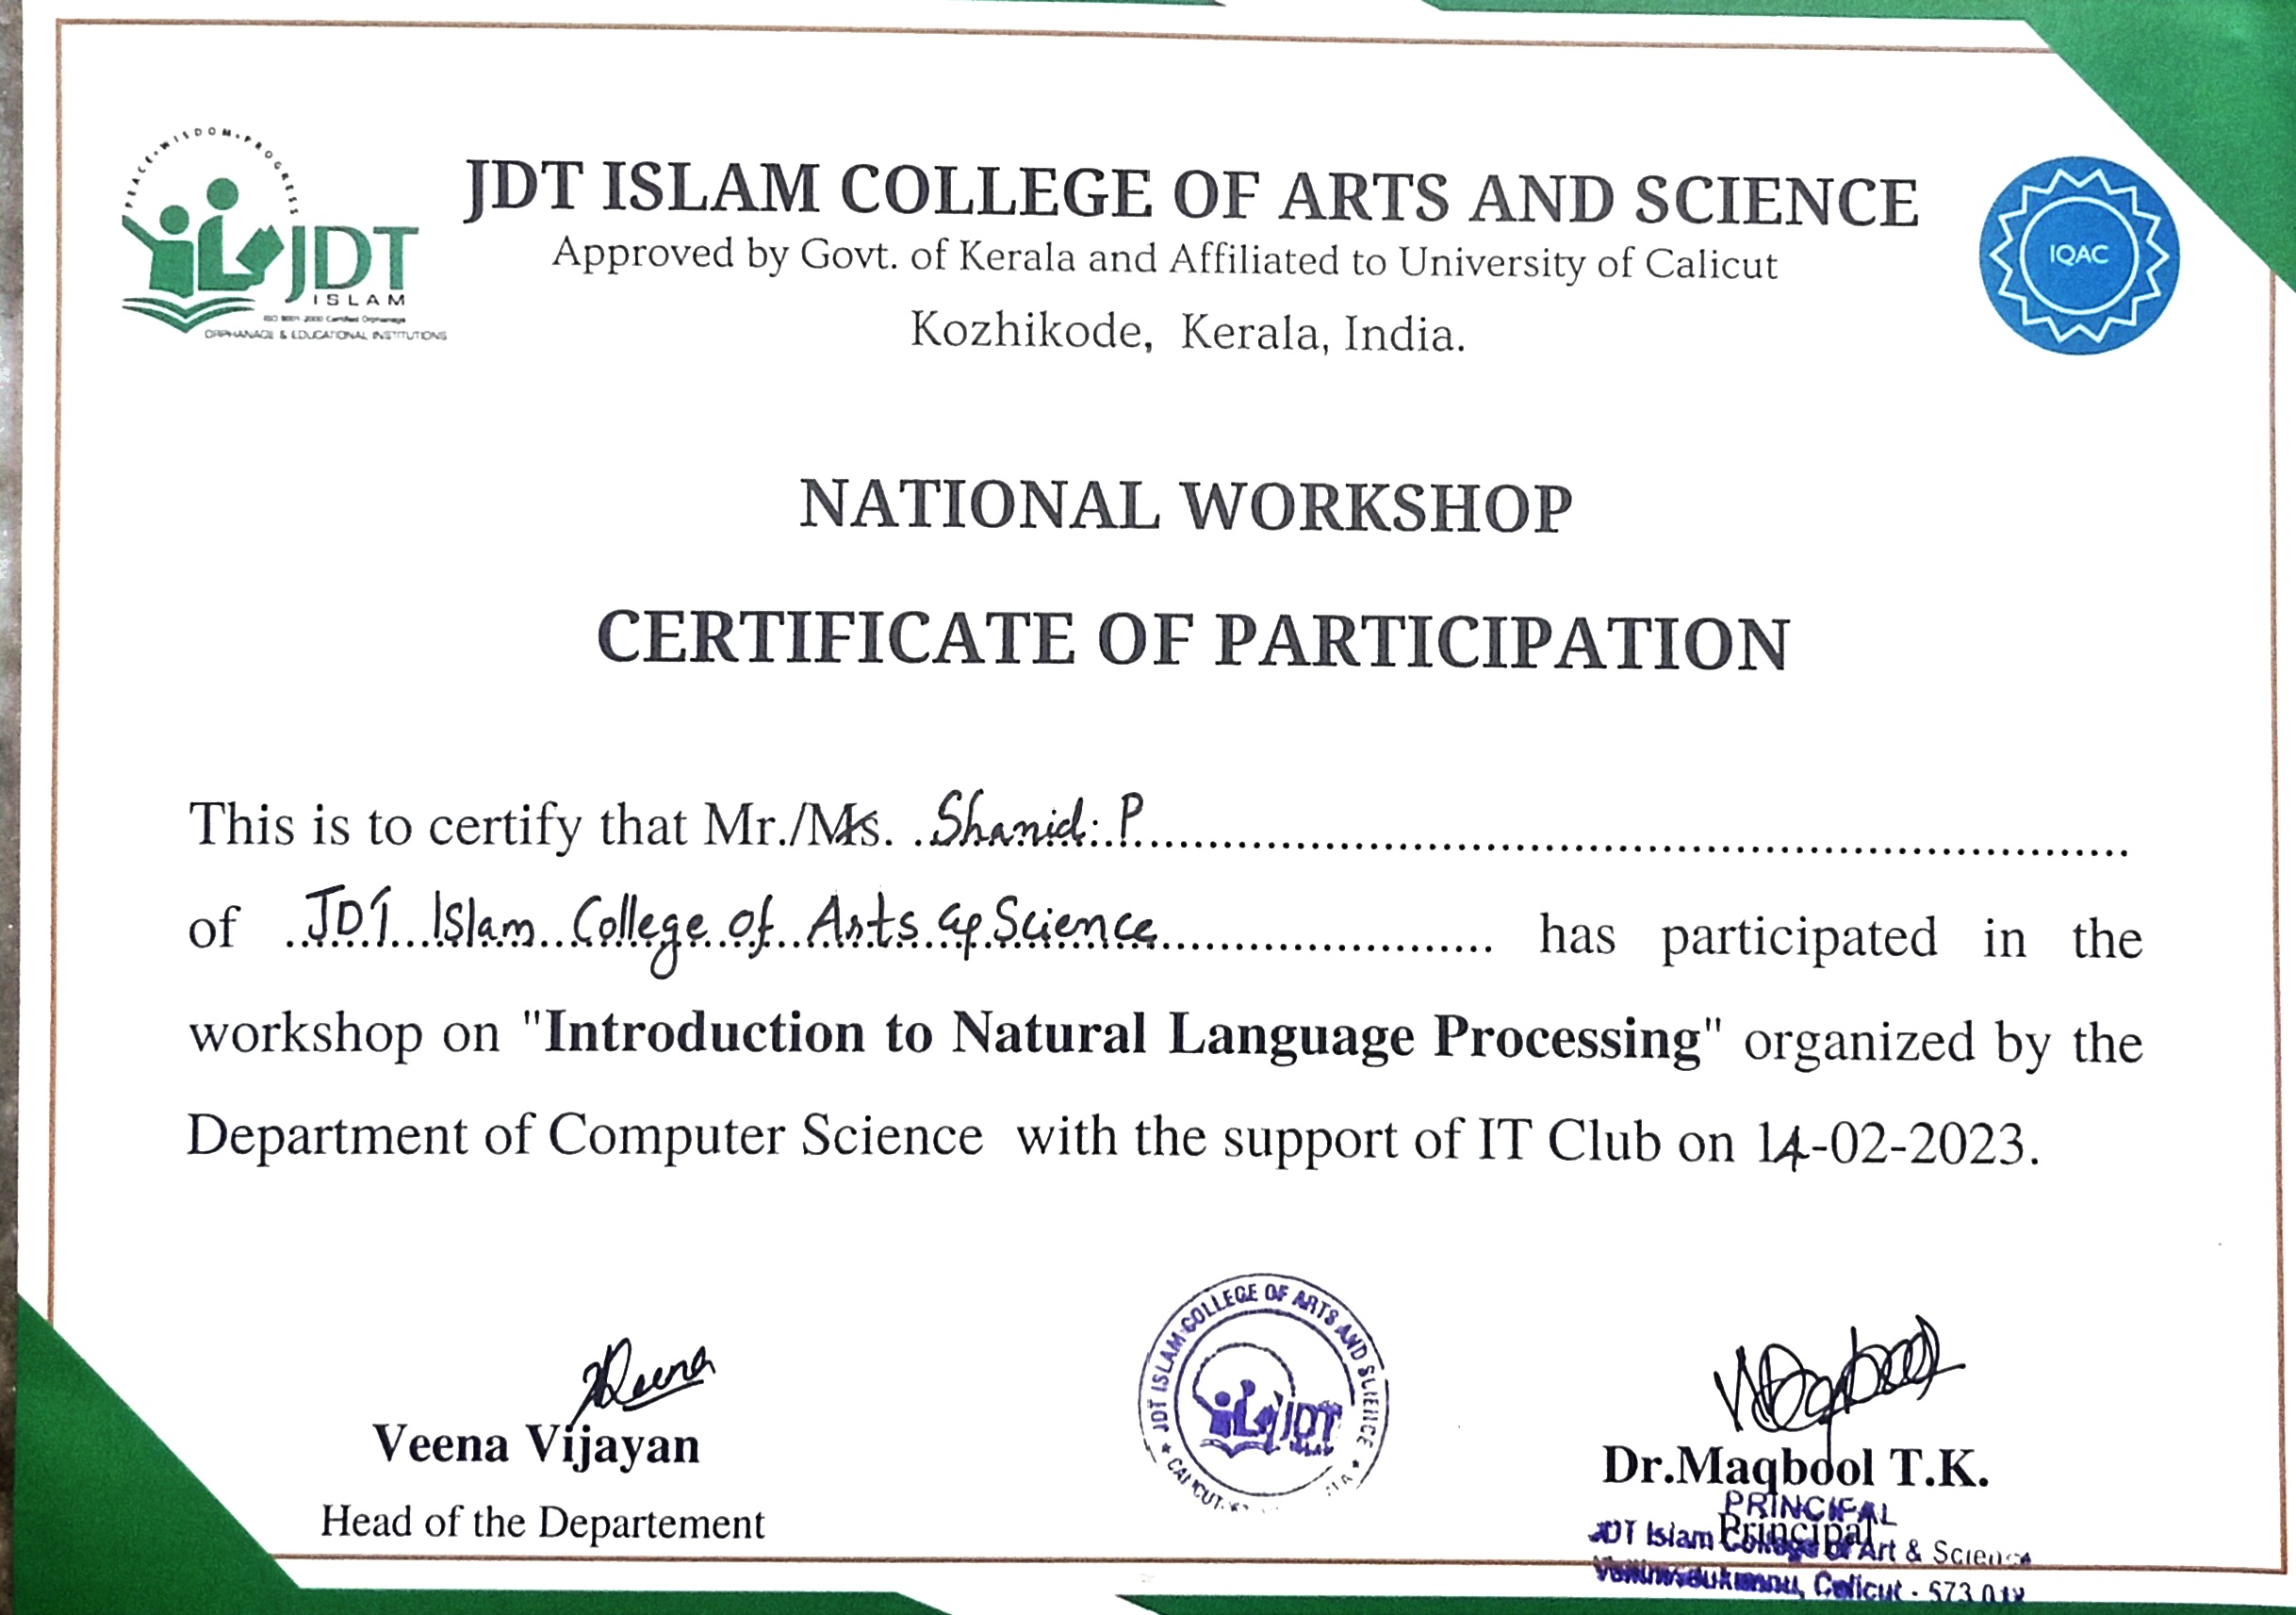 PEACE • WISDOM • PROGRESS
JDT
ISLAM
ISO 9001 2000 Certified Orphanage
ORPHANAGE & EDUCATIONAL INSTITUTIONS
JDT ISLAM COLLEGE OF ARTS AND SCIENCE
Approved by Govt. of Kerala and Affiliated to University of Calicut
Kozhikode, Kerala, India.
IQAC
NATIONAL WORKSHOP
CERTIFICATE OF PARTICIPATION
This is to certify that Mr./Ms. Shanid. P
of JDT Islam College of Arts & Science has participated in the
workshop on "Introduction to Natural Language Processing" organized by the
Department of Computer Science with the support of IT Club on 14-02-2023.
Veena
Veena Vijayan
Head of the Departement
JDT ISLAM COLLEGE OF ARTS AND SCIENCE
JDT
Maqbool
Dr.Maqbool T.K.
PRINCIPAL
Principal
JDT Islam College of Art & Science
Calicut - 673 012